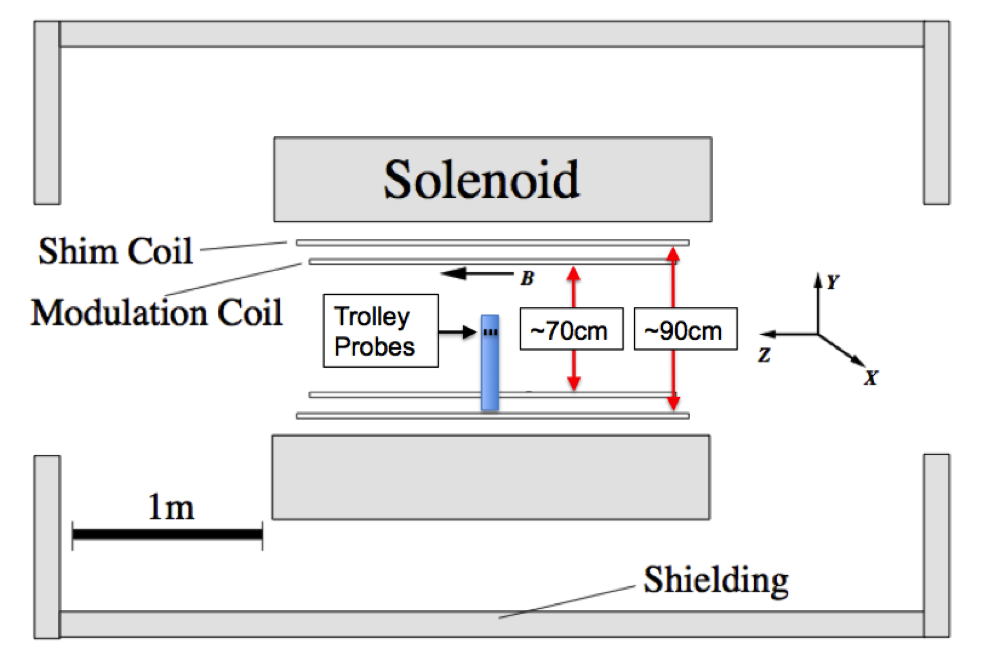 Solenoid
Shim Coil
Modulation Coil
B
Trolley
Probes
~70cm
~90cm
Y
Z
X
1m
Shielding